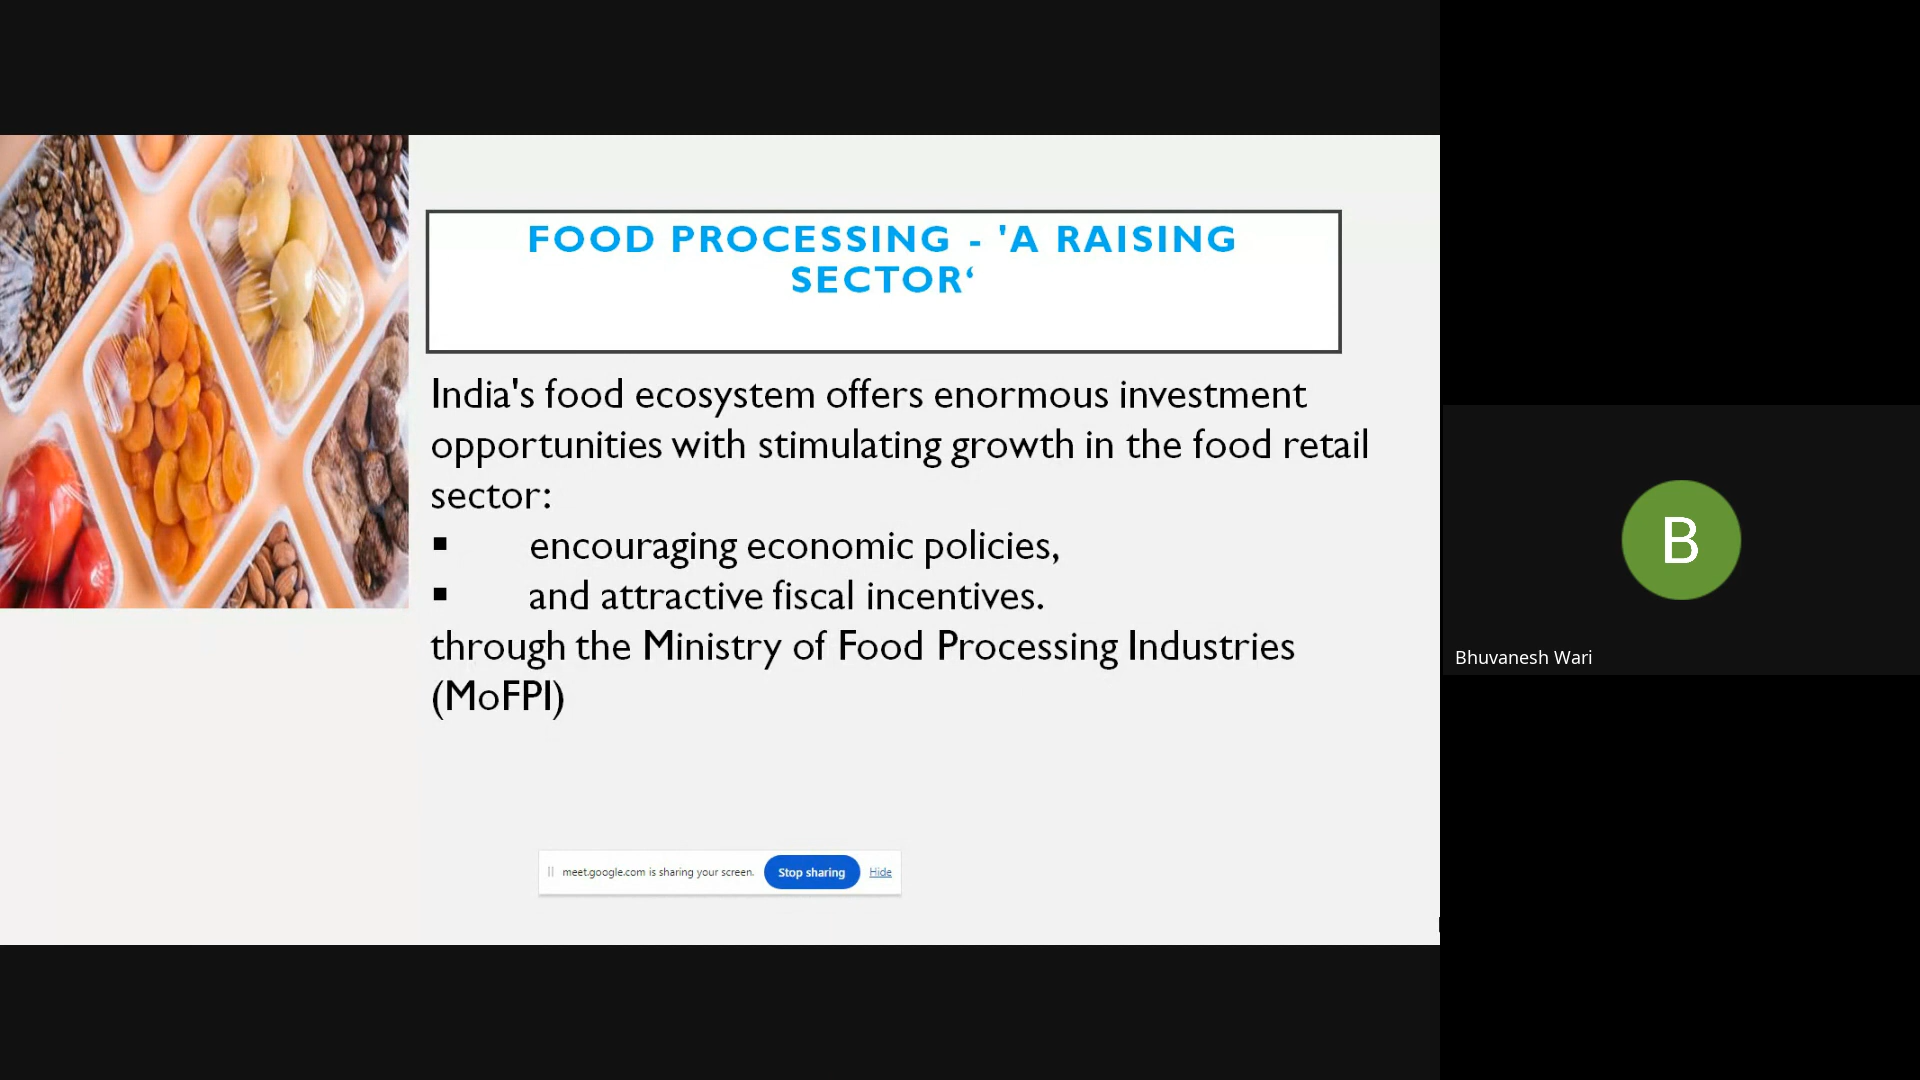 FOOD PROCESSING - 'A RAISING
SECTOR‘
India's food ecosystem offers enormous investment
opportunities with stimulating growth in the food retail
sector:
▪ encouraging economic policies,
▪ and attractive fiscal incentives.
through the Ministry of Food Processing Industries
(MoFPI)
meet.google.com is sharing your screen. Stop sharing Hide
B
Bhuvanesh Wari